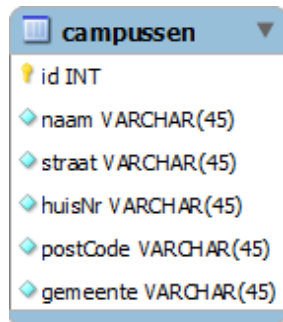 campussen
id INT
naam VARCHAR(45)
straat VARCHAR(45)
huisNr VARCHAR(45)
postCode VARCHAR(45)
gemeente VARCHAR(45)